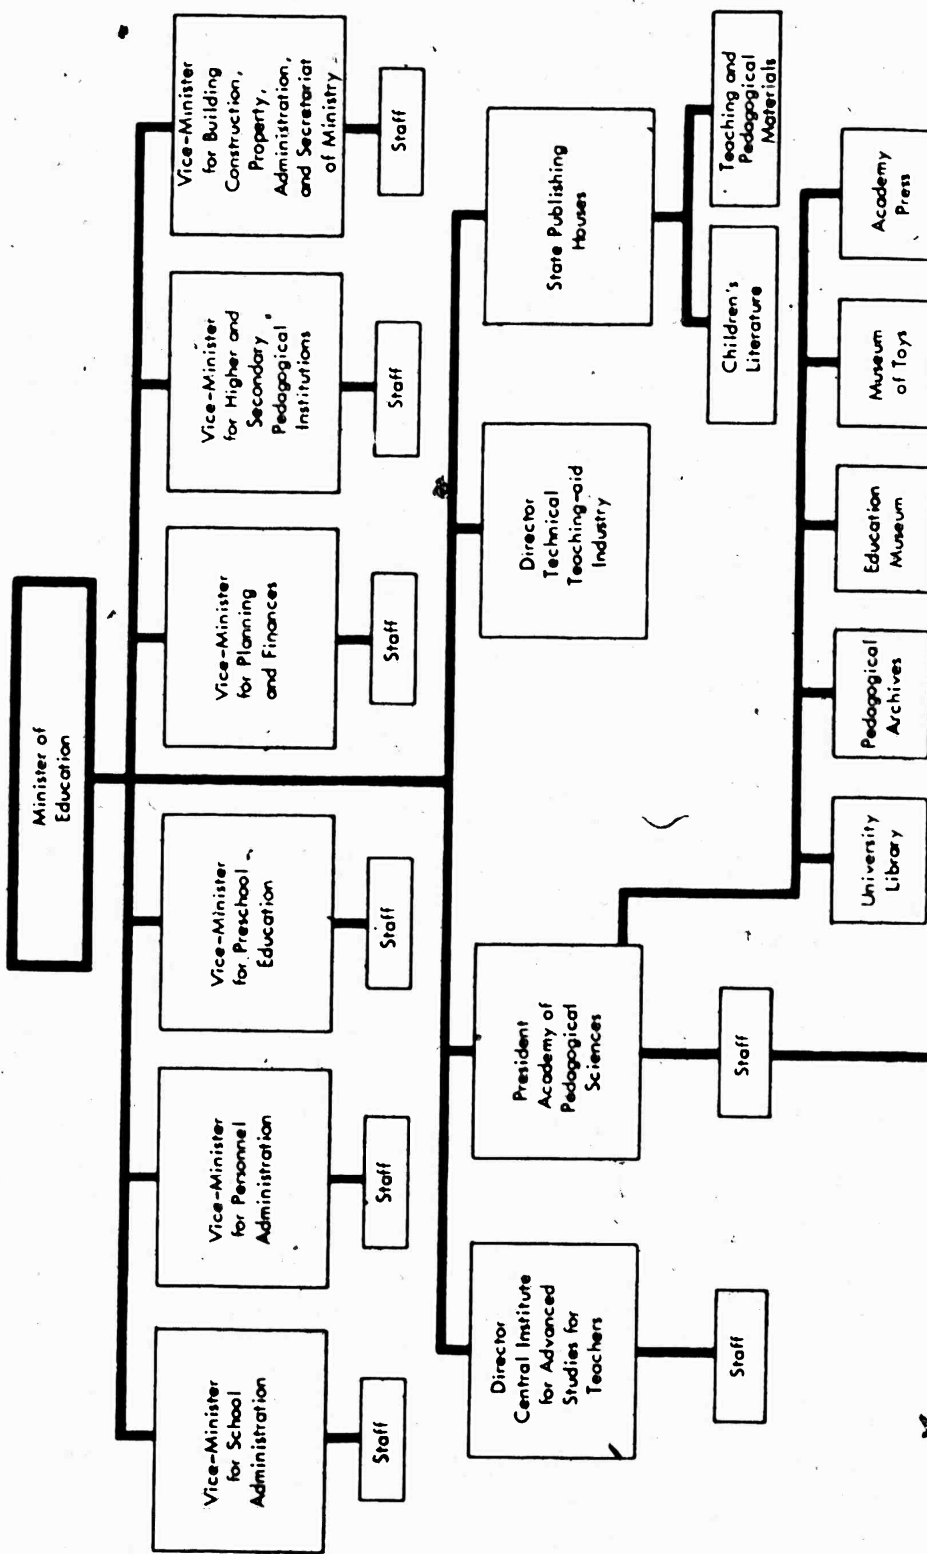 Minister of
Education
Vice-Minister
for School
Administration
Staff
Vice-Minister
for Personnel
Administration
Staff
Vice-Minister
for Preschool
Education
Staff
Vice-Minister
for Planning
and Finances
Staff
Vice-Minister
for Higher and
Secondary
Pedagogical
Institutions
Staff
Vice-Minister
for Building
Construction,
Property,
Administration,
and Secretariat
of Ministry
Staff
Director
Central Institute
for Advanced
Studies for
Teachers
Staff
President
Academy of
Pedagogical
Sciences
Staff
Director
Technical
Teaching-aid
Industry
State Publishing
Houses
Children's
Literature
Teaching and
Pedagogical
Materials
University
Library
Pedagogical
Archives
Education
Museum
Museum
of Toys
Academy
Press